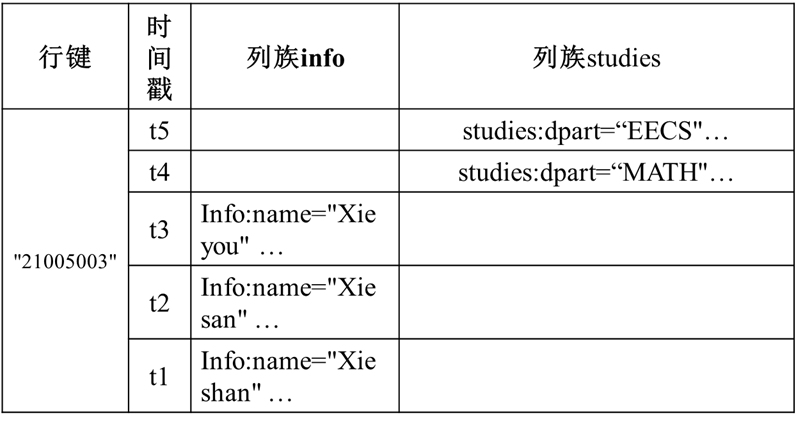 行键
时
间
戳
列族info
列族studies
"21005003"
t5
studies:dpart=“EECS"…
t4
studies:dpart=“MATH"…
t3
Info:name="Xie
you" …
t2
Info:name="Xie
san" …
t1
Info:name="Xie
shan" …